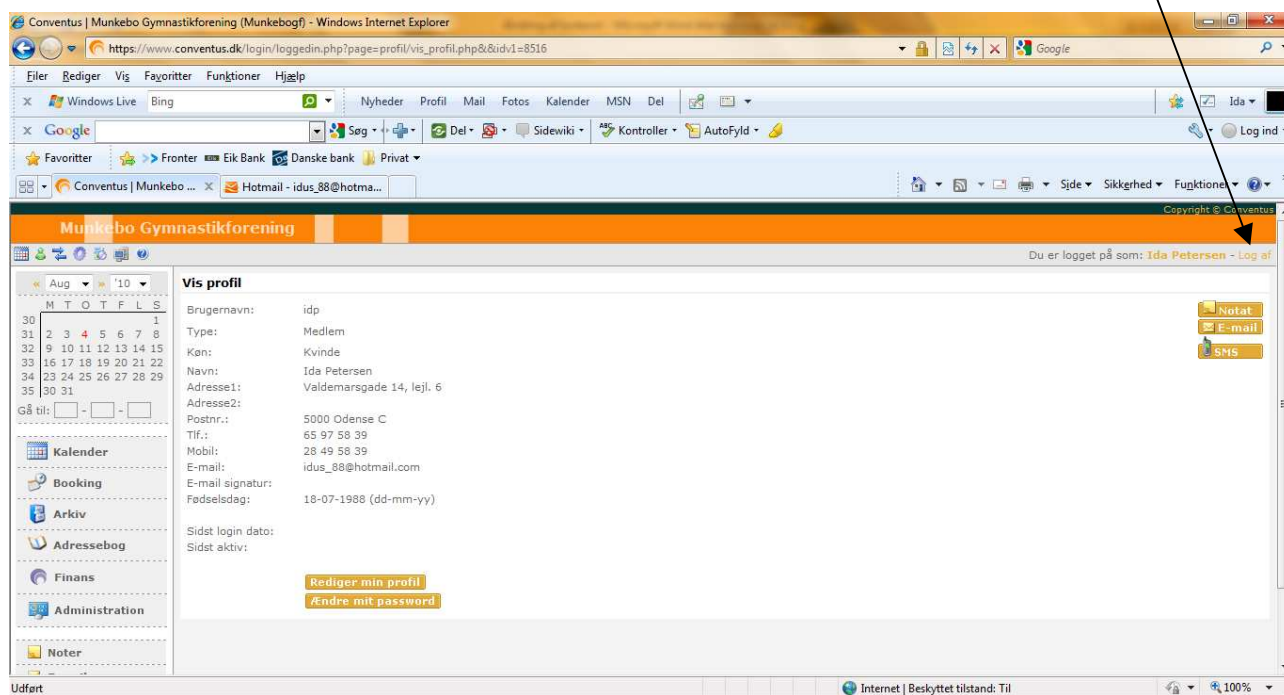 Conventus | Munkebo Gymnastikforening (Munkebogf) - Windows Internet Explorer
https://www.conventus.dk/login/loggedin.php?page=profil/vis_profil.php&&idv1=8516
Google
Filer Rediger Vis Favoritter Funktioner Hjælp
x Windows Live Bing Nyheder Profil Mail Fotos Kalender MSN Del Ida
x Google Søg Del Sidewiki Kontroller AutoFyld Log ind
Favoritter >> Fronter Eik Bank Danske bank Privat
Conventus | Munkebo ... X Hotmail - idus_88@hotma... Side Sikkerhed Funktioner
Copyright © Conventus
Munkebo Gymnastikforening
Du er logget på som: Ida Petersen - Log af
« Aug » '10
M T O T F L S
30 1
31 2 3 4 5 6 7 8
32 9 10 11 12 13 14 15
33 16 17 18 19 20 21 22
34 23 24 25 26 27 28 29
35 30 31
Gå til: - -
Kalender
Booking
Arkiv
Adressebog
Finans
Administration
Noter
Vis profil
Brugernavn: idp
Type: Medlem
Køn: Kvinde
Navn: Ida Petersen
Adresse1: Valdemarsgade 14, lejl. 6
Adresse2:
Postnr.: 5000 Odense C
Tlf.: 65 97 58 39
Mobil: 28 49 58 39
E-mail: idus_88@hotmail.com
E-mail signatur:
Fødselsdag: 18-07-1988 (dd-mm-yy)
Sidst login dato:
Sidst aktiv:
Rediger min profil
Ændre mit password
Notat
E-mail
SMS
Udført Internet | Beskyttet tilstand: Til 100%